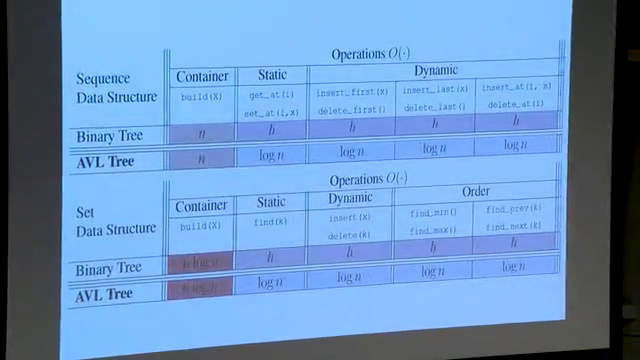 Operations O(·)
Sequence Data Structure Container Static Dynamic
build(X) get_at(i) insert_first(x) insert_last(x) insert_at(i, x)
set_at(i,x) delete_first() delete_last() delete_at(i)
Binary Tree n h h h h
AVL Tree n log n log n log n log n
Operations O(·)
Set Data Structure Container Static Dynamic Order
build(X) find(k) insert(x) find_min() find_prev(k)
delete(k) find_max() find_next(k)
Binary Tree n log n h h h h
AVL Tree n log n log n log n log n log n